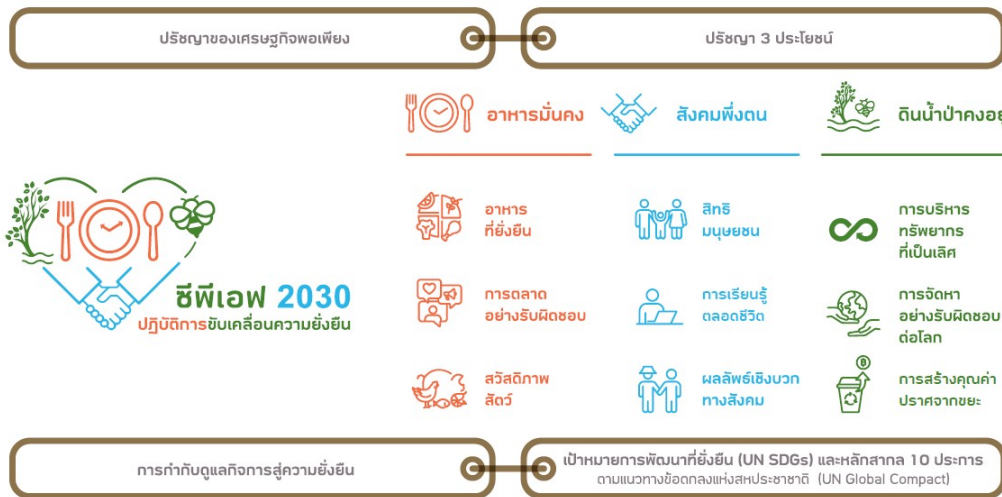 ปรัชญาของเศรษฐกิจพอเพียง
ปรัชญา 3 ประโยชน์
อาหารมั่นคง
สังคมพึ่งตน
ดินน้ำป่าคงอยู่
ซีพีเอฟ 2030
ปฏิบัติการขับเคลื่อนความยั่งยืน
อาหาร
ที่ยั่งยืน
สิทธิ
มนุษยชน
การบริหาร
ทรัพยากร
ที่เป็นเลิศ
การตลาด
อย่างรับผิดชอบ
การเรียนรู้
ตลอดชีวิต
การจัดหา
อย่างรับผิดชอบ
ต่อโลก
สวัสดิภาพ
สัตว์
ผลลัพธ์เชิงบวก
ทางสังคม
การสร้างคุณค่า
ปราศจากขยะ
การกำกับดูแลกิจการสู่ความยั่งยืน
เป้าหมายการพัฒนาที่ยั่งยืน (UN SDGs) และหลักสากล 10 ประการ
ตามแนวทางข้อตกลงแห่งสหประชาชาติ (UN Global Compact)